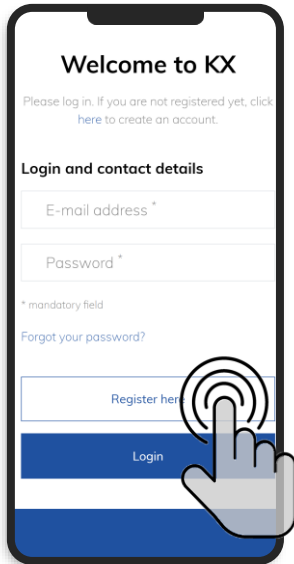 Welcome to KX
Please log in. If you are not registered yet, click
here to create an account.
Login and contact details
E-mail address *
Password *
* mandatory field
Forgot your password?
Register here
Login